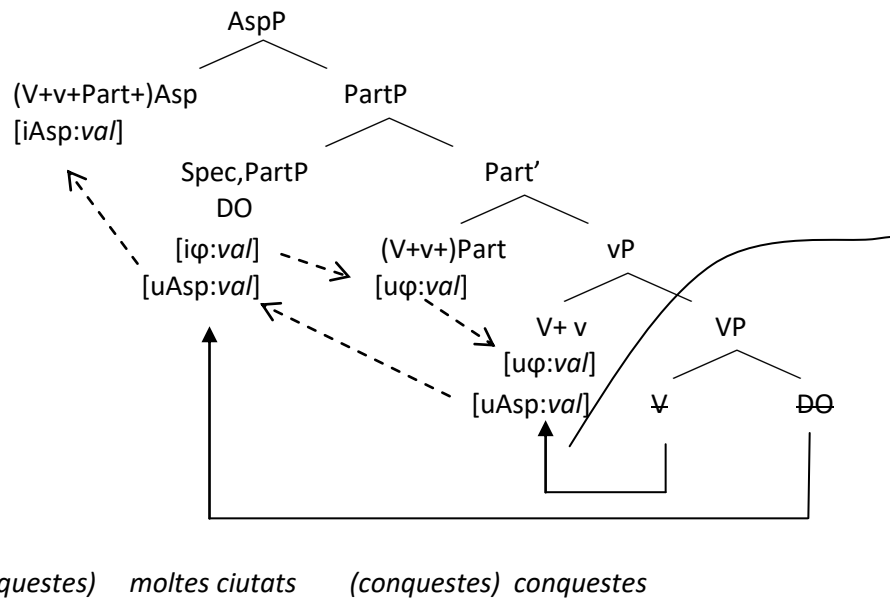 AspP
(V+v+Part+)Asp PartP
[iAsp:val]
Spec,PartP Part’
DO
[iφ:val] (V+v+)Part vP
[uAsp:val] [uφ:val]
V+ v VP
[uφ:val]
[uAsp:val] V DO
questes) moltes ciutats (conquestes) conquestes